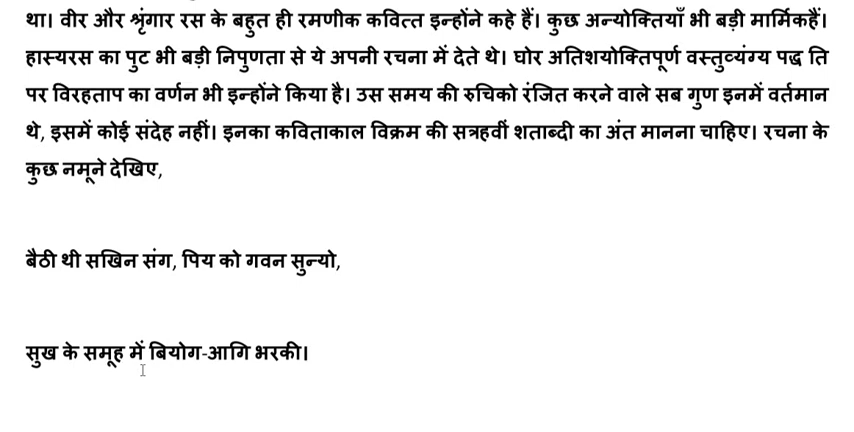 था। वीर और श्रृंगार रस के बहुत ही रमणीक कवित्त इन्होंने कहे हैं। कुछ अन्योक्तियाँ भी बड़ी मार्मिकहैं।
हास्यरस का पुट भी बड़ी निपुणता से ये अपनी रचना में देते थे। घोर अतिशयोक्तिपूर्ण वस्तुव्यंग्य पद्ध ति
पर विरहताप का वर्णन भी इन्होंने किया है। उस समय की रुचिको रंजित करने वाले सब गुण इनमें वर्तमान
थे, इसमें कोई संदेह नहीं। इनका कविताकाल विक्रम की सत्रहवीं शताब्दी का अंत मानना चाहिए। रचना के
कुछ नमूने देखिए,
बैठी थी सखिन संग, पिय को गवन सुन्यो,
सुख के समूह में बियोग-आगि भरकी।